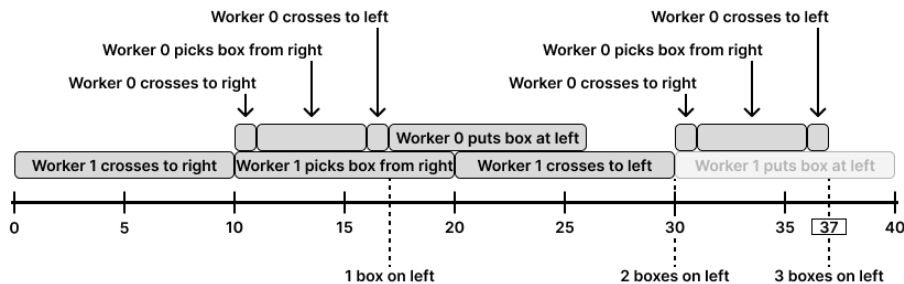 Worker 0 crosses to left
Worker 0 crosses to left
Worker 0 picks box from right
Worker 0 picks box from right
Worker 0 crosses to right
Worker 0 crosses to right
Worker 0 puts box at left
Worker 1 crosses to right
Worker 1 picks box from right
Worker 1 crosses to left
Worker 1 puts box at left
0 5 10 15 20 25 30 35 37 40
1 box on left
2 boxes on left
3 boxes on left